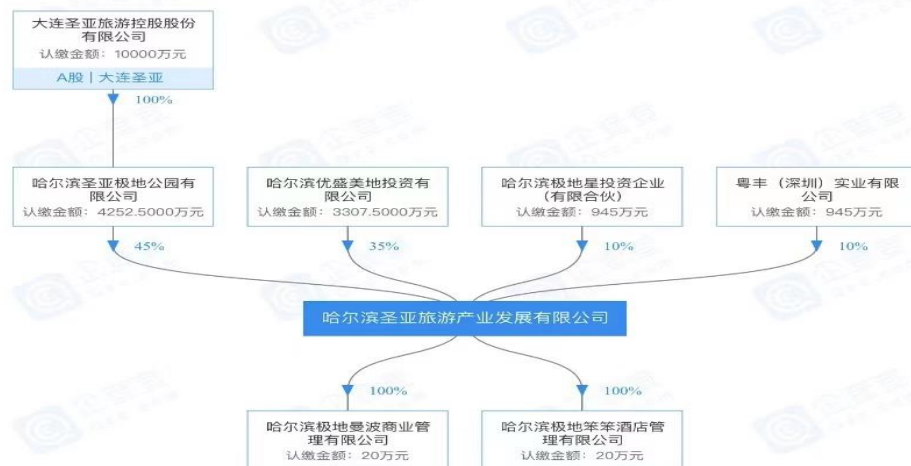 大连圣亚旅游控股股份
有限公司
认缴金额：10000万元
A股 | 大连圣亚
100%
哈尔滨圣亚极地公园有
限公司
认缴金额：4252.5000万元
哈尔滨优盛美地投资有
限公司
认缴金额：3307.5000万元
哈尔滨极地星投资企业
(有限合伙)
认缴金额：945万元
粤丰（深圳）实业有限
公司
认缴金额：945万元
45%
35%
10%
10%
哈尔滨圣亚旅游产业发展有限公司
100%
100%
哈尔滨极地曼波商业管
理有限公司
认缴金额：20万元
哈尔滨极地笨笨酒店管
理有限公司
认缴金额：20万元